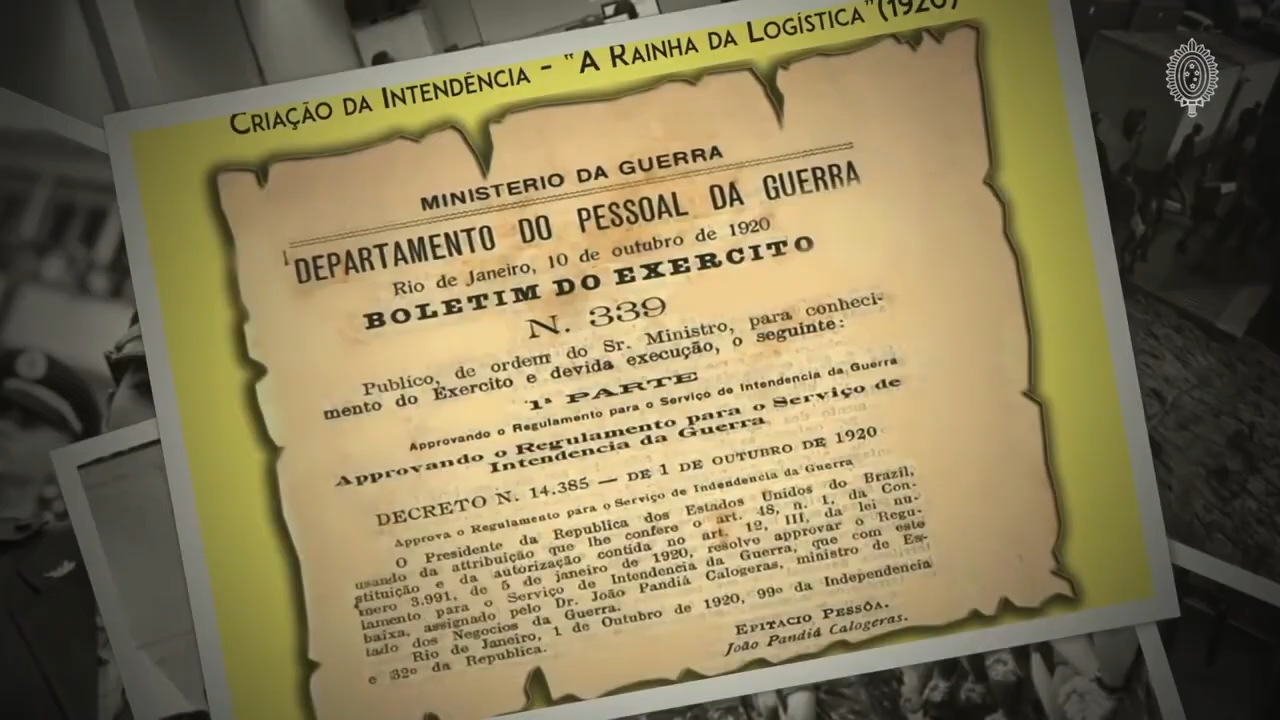 CRIAÇÃO DA INTENDÊNCIA - "A RAINHA DA LOGÍSTICA" (1920)
MINISTERIO DA GUERRA
DEPARTAMENTO DO PESSOAL DA GUERRA
Rio de Janeiro, 10 de outubro de 1920
BOLETIM DO EXERCITO
N. 339
Publico, de ordem do Sr. Ministro, para conheci-
mento do Exercito e devida execução, o seguinte:
1ª PARTE
Approvando o Regulamento para o Serviço de Intendencia da Guerra
Approvando o Regulamento para o Serviço de
Intendencia da Guerra
DECRETO N. 14.385 — DE 1 DE OUTUBRO DE 1920
Approva o Regulamento para o Serviço de Indendencia da Guerra
O Presidente da Republica dos Estados Unidos do Brazil,
usando da attribuição que lhe confere o art. 48, n. 1, da Con-
stituição e da autorização contida no art. 12, III, da lei nu-
mero 3.991, de 5 de janeiro de 1920, resolve approvar o Regu-
lamento para o Serviço de Intendencia da Guerra, que com este
baixa, assignado pelo Dr. João Pandiá Calogeras, ministro de Es-
tado dos Negocios da Guerra.
Rio de Janeiro, 1 de Outubro de 1920, 99º da Independencia
e 32º da Republica.
EPITACIO PESSÔA.
João Pandiá Calogeras.